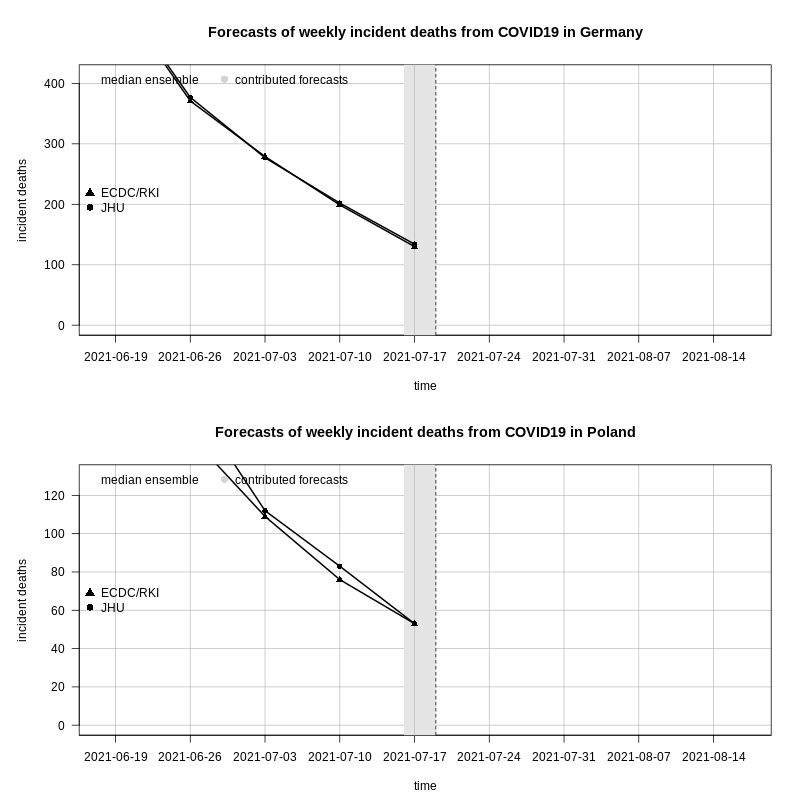 Forecasts of weekly incident deaths from COVID19 in Germany
median ensemble contributed forecasts
400
300
ECDC/RKI
200
JHU
100
0
incident deaths
2021-06-19 2021-06-26 2021-07-03 2021-07-10 2021-07-17 2021-07-24 2021-07-31 2021-08-07 2021-08-14
time
Forecasts of weekly incident deaths from COVID19 in Poland
median ensemble contributed forecasts
120
100
80
ECDC/RKI
60
JHU
40
20
0
incident deaths
2021-06-19 2021-06-26 2021-07-03 2021-07-10 2021-07-17 2021-07-24 2021-07-31 2021-08-07 2021-08-14
time